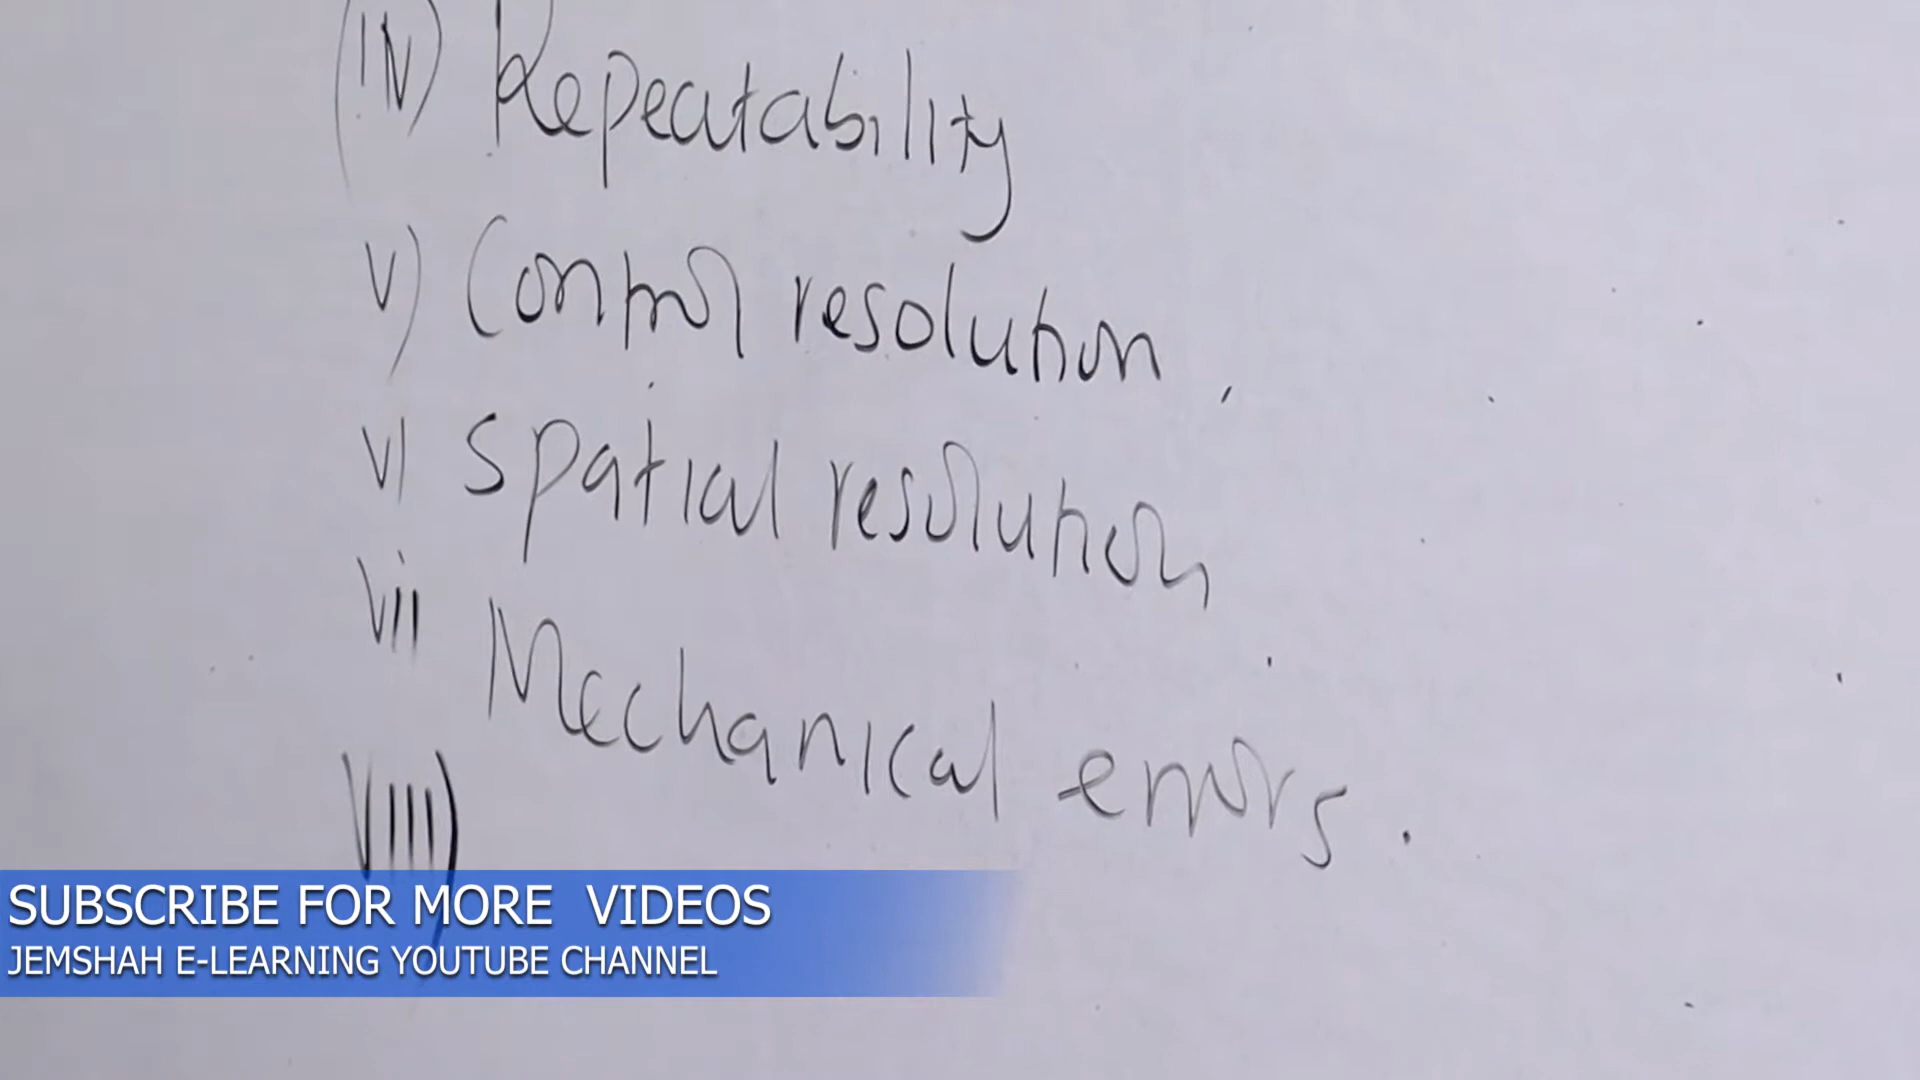 (iv) Repeatability
v) Control resolution,
vi Spatial resolution
vii Mechanical errors.
viii)
SUBSCRIBE FOR MORE VIDEOS
JEMSHAH E-LEARNING YOUTUBE CHANNEL